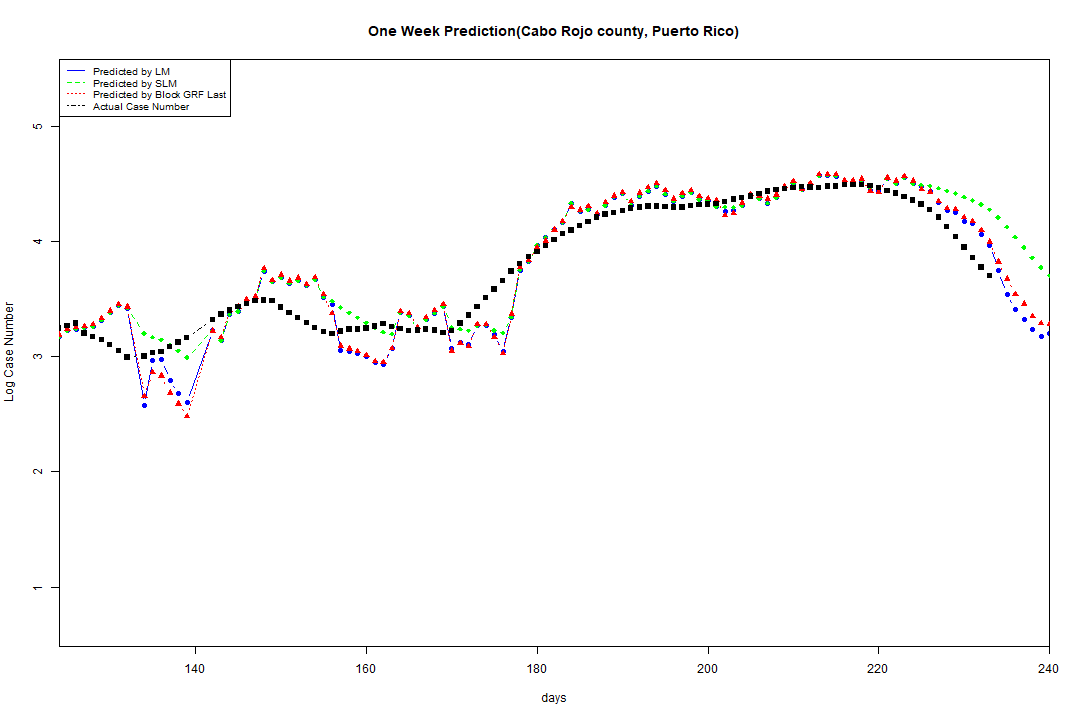 One Week Prediction(Cabo Rojo county, Puerto Rico)
Predicted by LM
Predicted by SLM
Predicted by Block GRF Last
Actual Case Number
5
4
3
2
1
Log Case Number
140 160 180 200 220 240
days